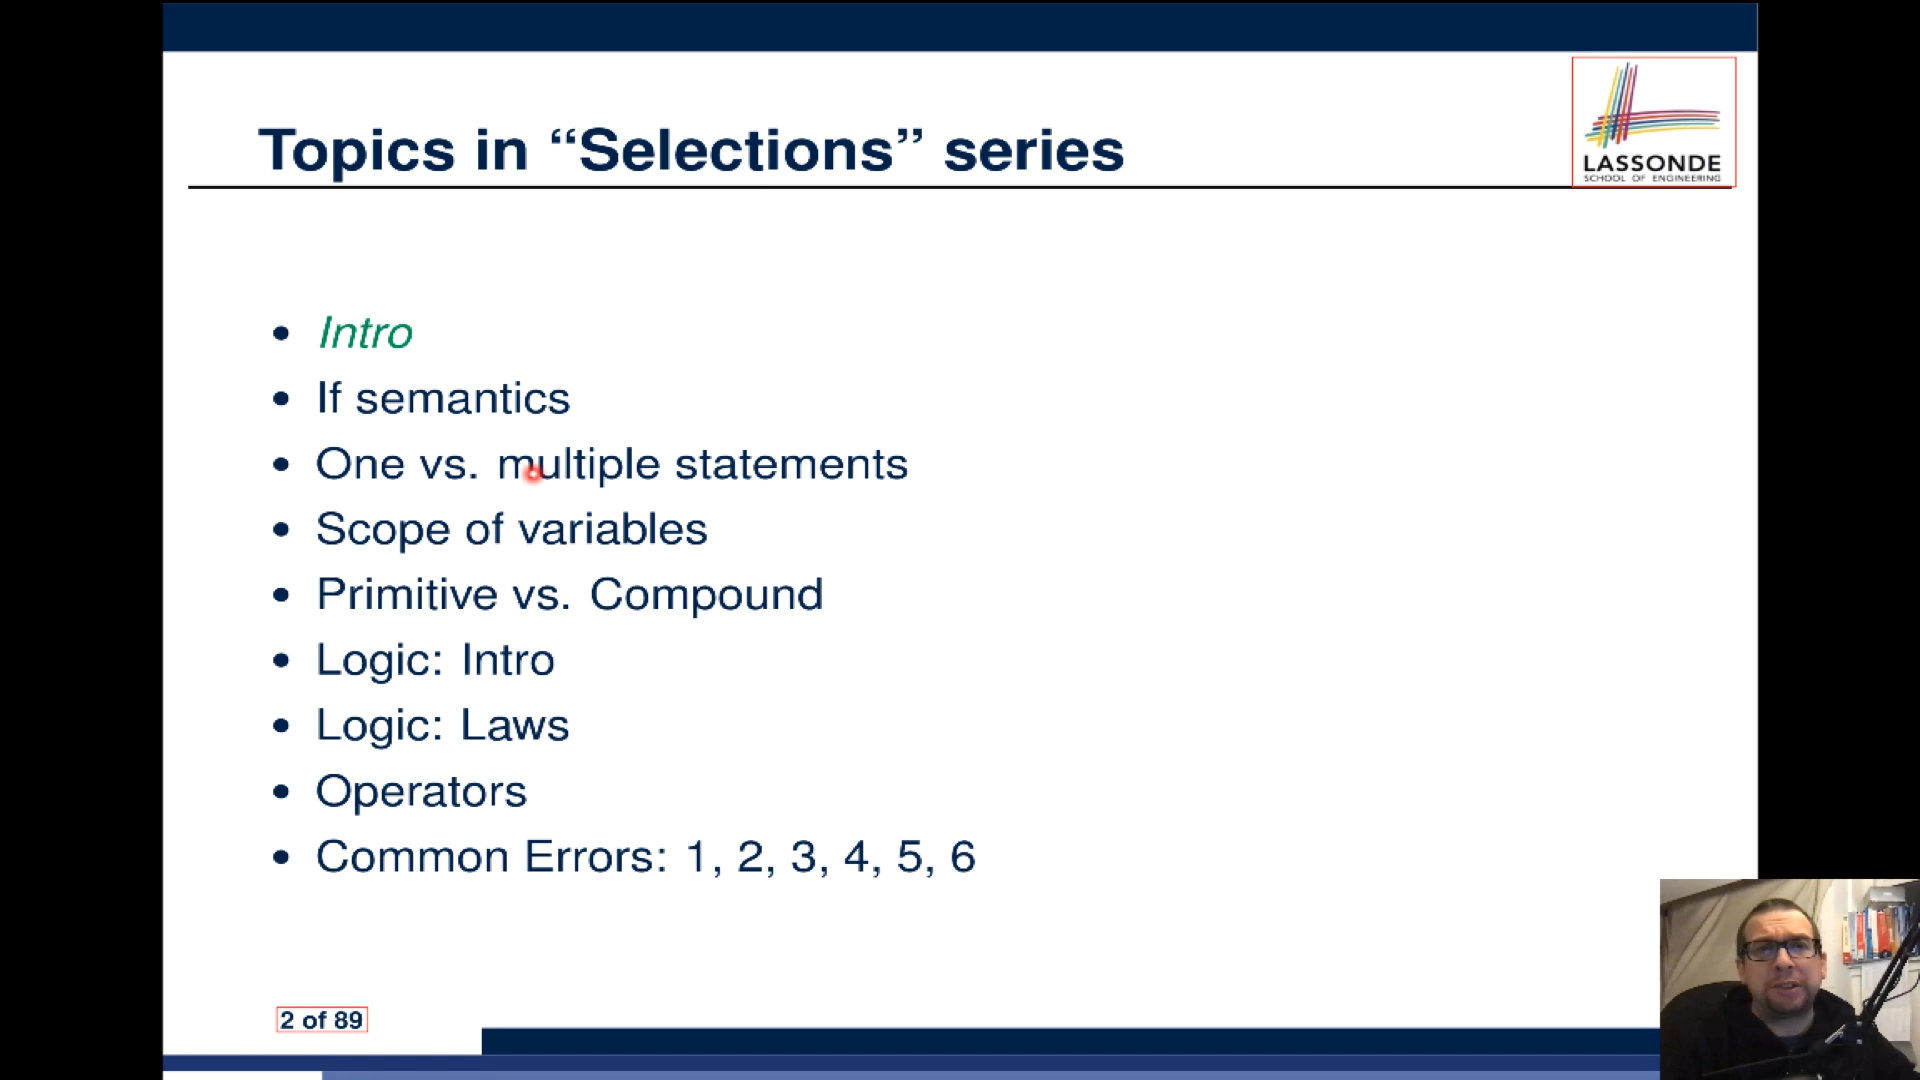 Topics in “Selections” series
LASSONDE
SCHOOL OF ENGINEERING
• Intro
• If semantics
• One vs. multiple statements
• Scope of variables
• Primitive vs. Compound
• Logic: Intro
• Logic: Laws
• Operators
• Common Errors: 1, 2, 3, 4, 5, 6
2 of 89